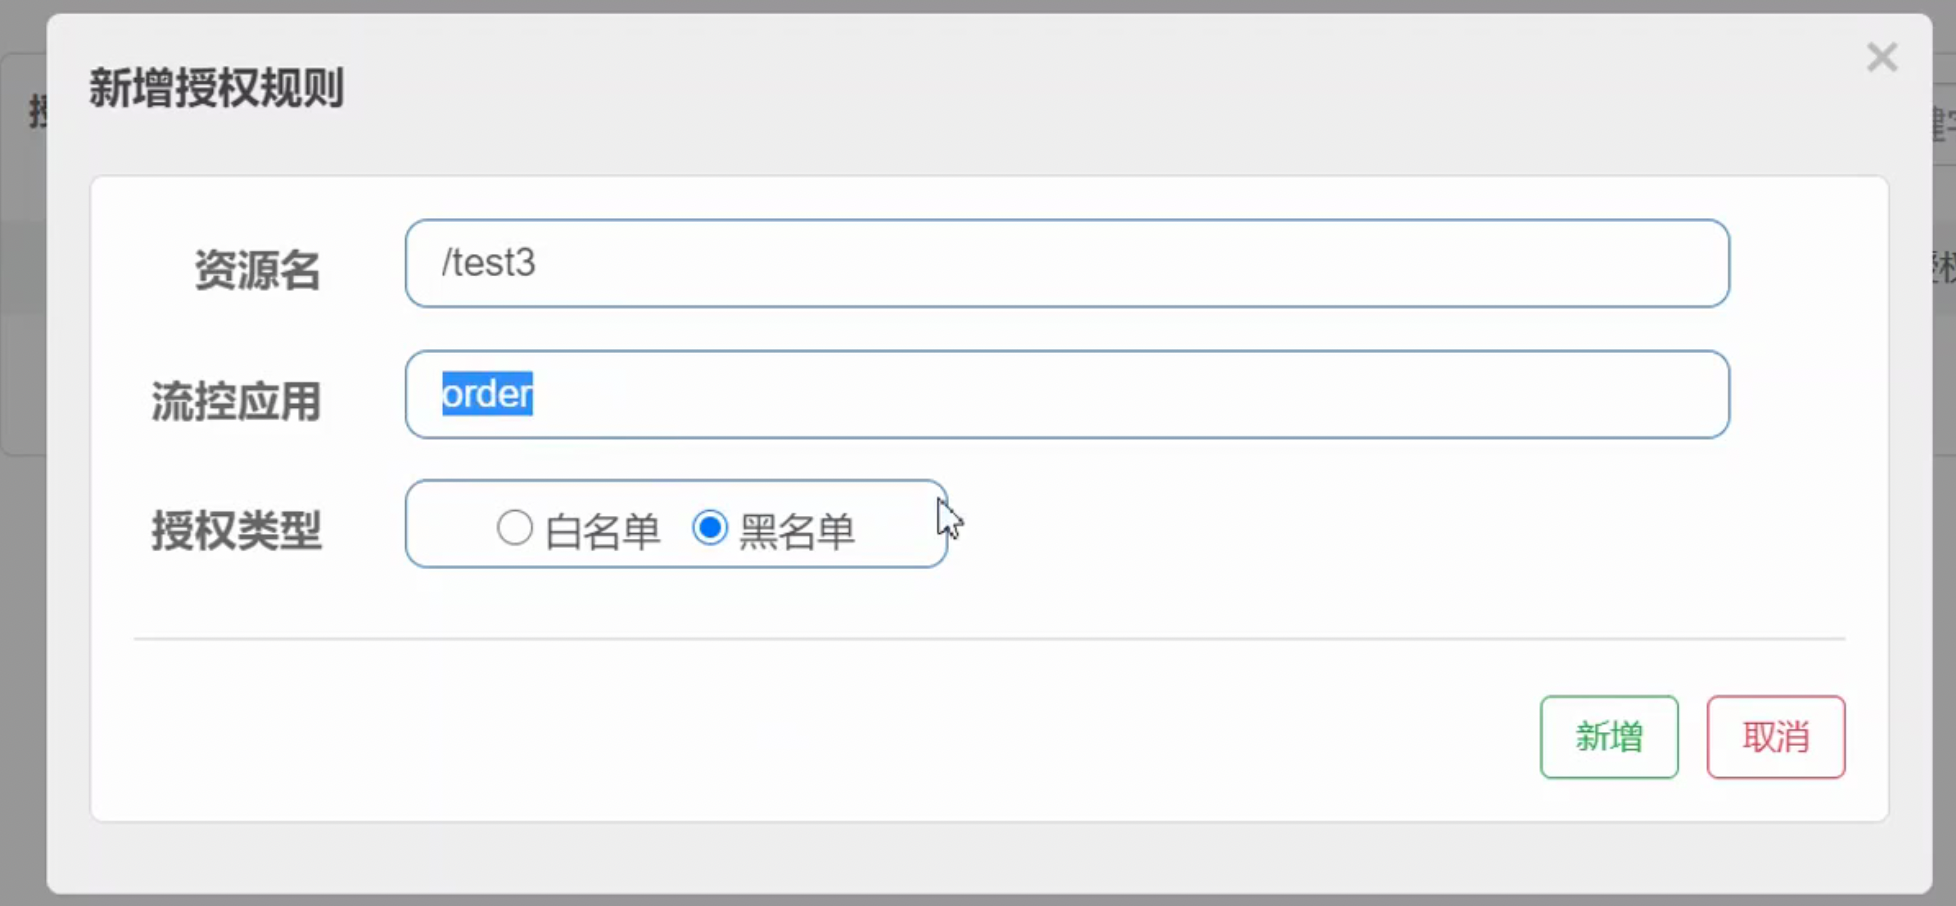 新增授权规则
×
资源名
/test3
流控应用
order
授权类型
白名单 黑名单
新增 取消